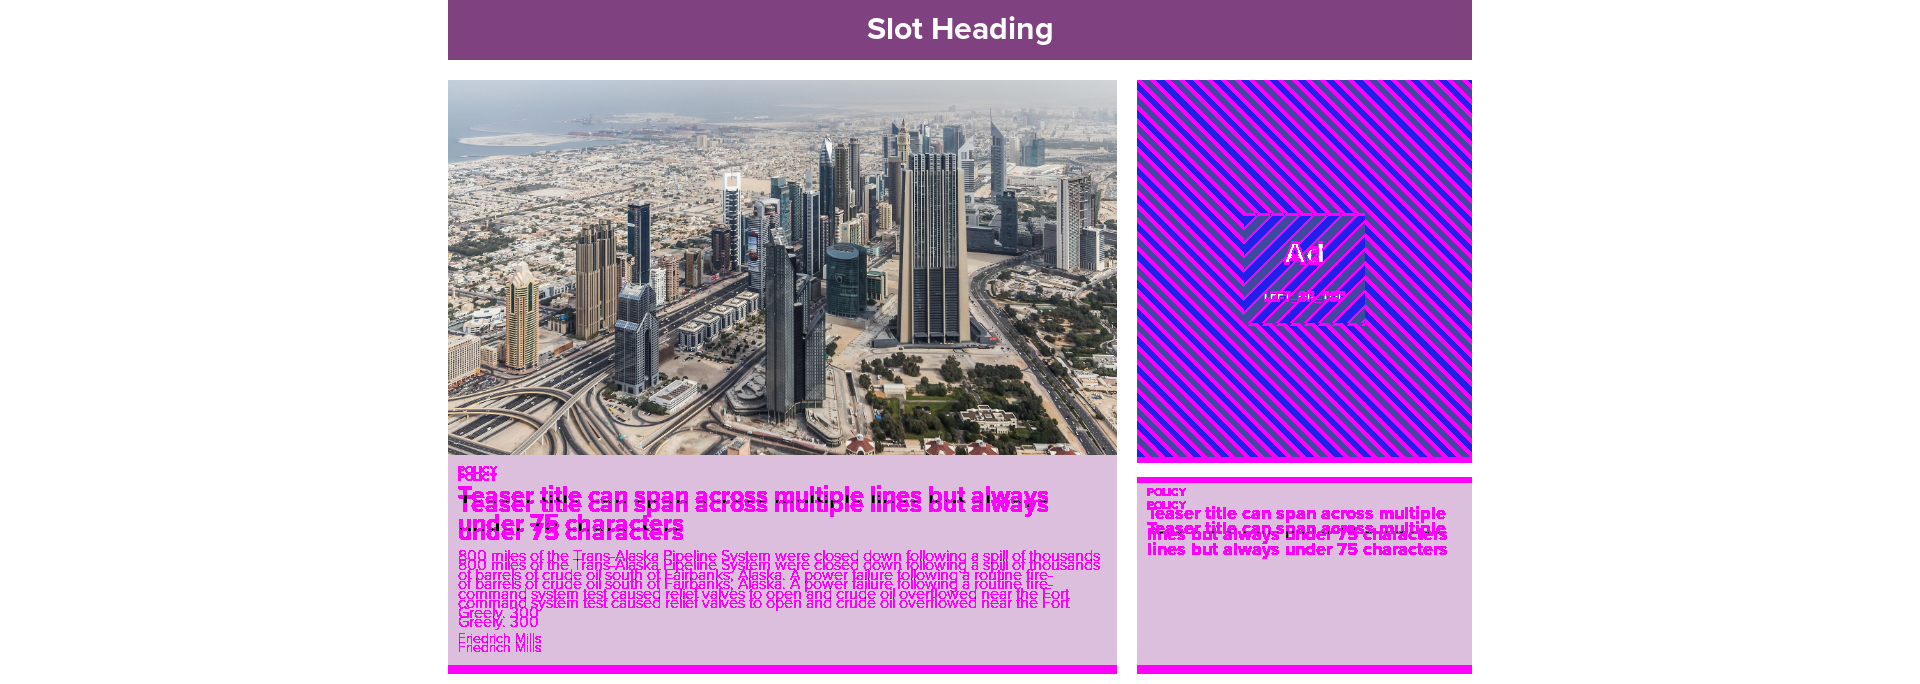 Slot Heading
Ad
POLICY
POLICY
Teaser title can span across multiple lines but always
Teaser title can span across multiple lines but always
under 75 characters
under 75 characters
800 miles of the Trans-Alaska Pipeline System were closed down following a spill of thousands
800 miles of the Trans-Alaska Pipeline System were closed down following a spill of thousands
of barrels of crude oil south of Fairbanks, Alaska. A power failure following a routine fire-
of barrels of crude oil south of Fairbanks, Alaska. A power failure following a routine fire-
command system test caused relief valves to open and crude oil overflowed near the Fort
command system test caused relief valves to open and crude oil overflowed near the Fort
Greely. 300
Greely. 300
Friedrich Mills
Friedrich Mills
POLICY
POLICY
Teaser title can span across multiple
Teaser title can span across multiple
lines but always under 75 characters
lines but always under 75 characters